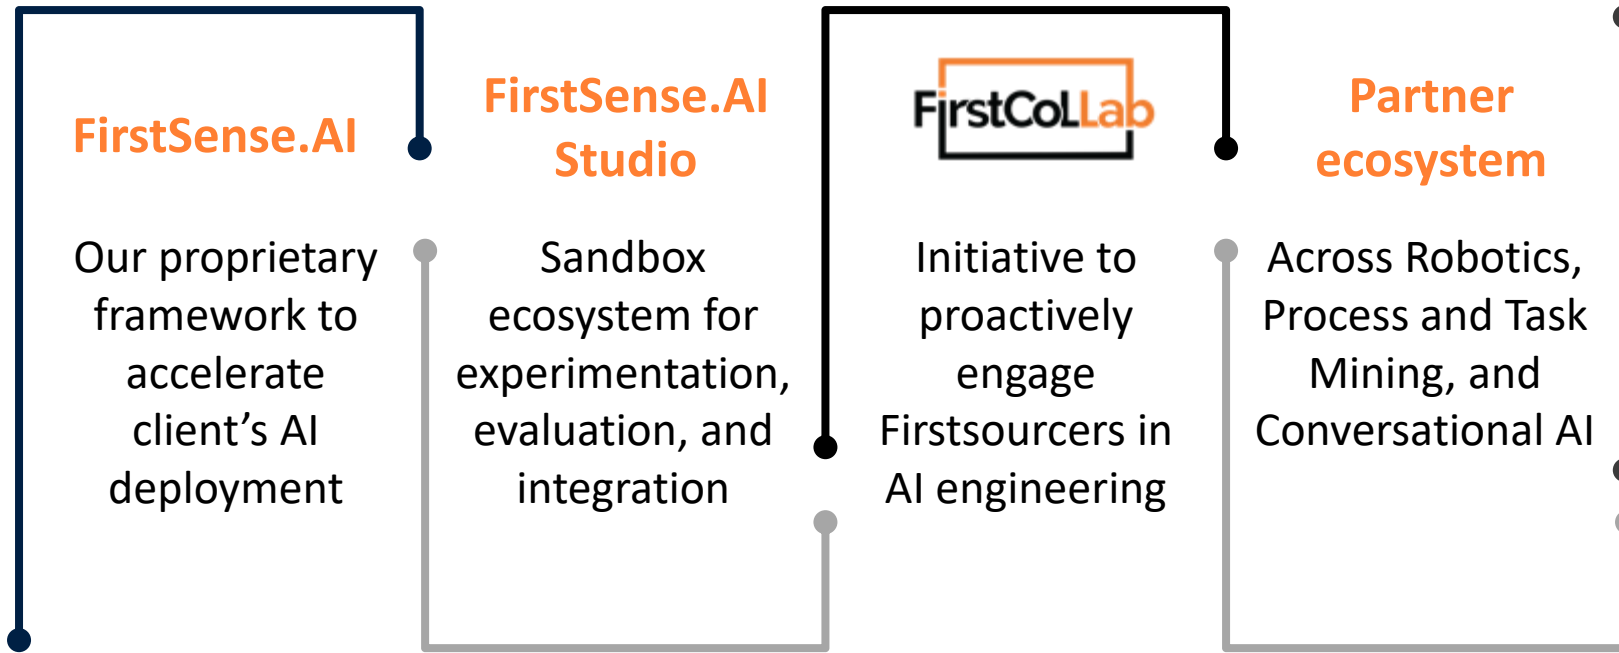 FirstSense.AI
Our proprietary
framework to
accelerate
client’s AI
deployment
FirstSense.AI
Studio
Sandbox
ecosystem for
experimentation,
evaluation, and
integration
FirstCoLLab
Initiative to
proactively
engage
Firstsourcers in
AI engineering
Partner
ecosystem
Across Robotics,
Process and Task
Mining, and
Conversational AI